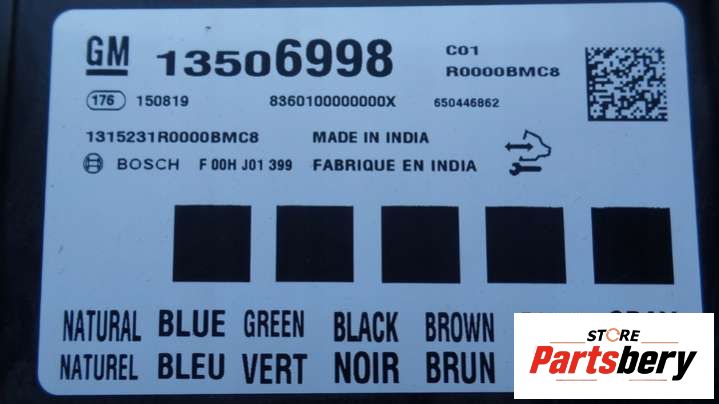 GM 13506998 C01
R0000BMC8
176 150819 8360100000000X 650446862
1315231R0000BMC8 MADE IN INDIA
BOSCH F 00H J01 399 FABRIQUE EN INDIA
NATURAL BLUE GREEN BLACK BROWN
NATUREL BLEU VERT NOIR BRUN
STORE
Partsbery